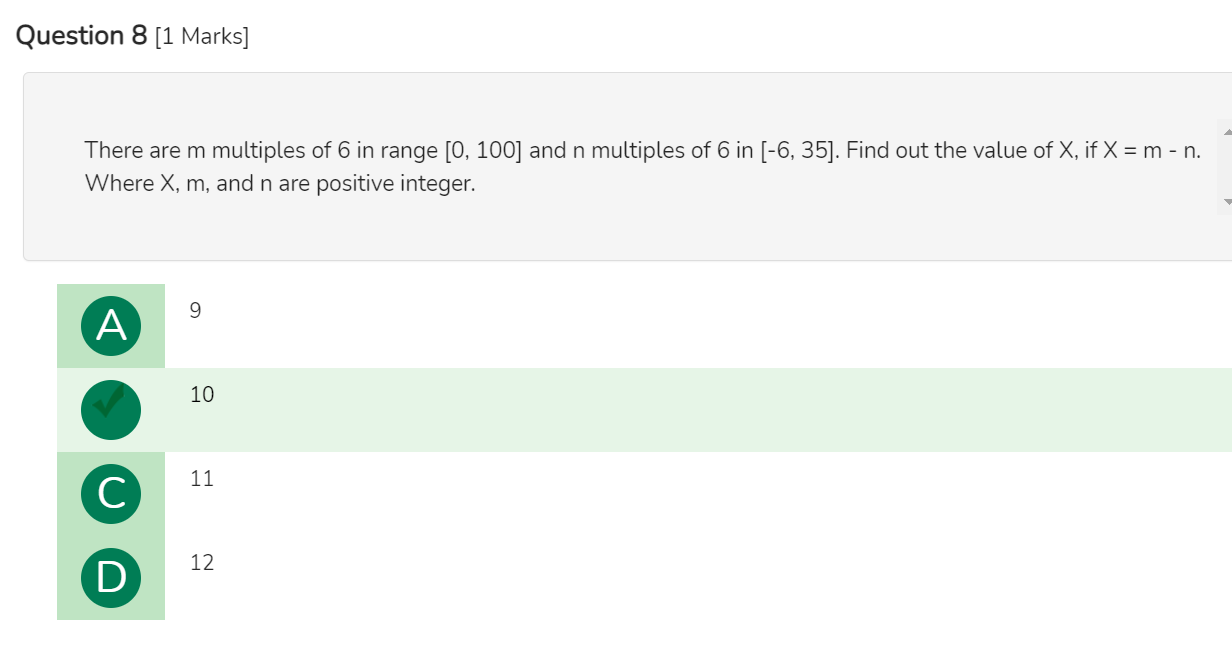 Question 8 [1 Marks]
There are m multiples of 6 in range [0, 100] and n multiples of 6 in [-6, 35]. Find out the value of X, if X = m - n.
Where X, m, and n are positive integer.
A 9
10
C 11
D 12